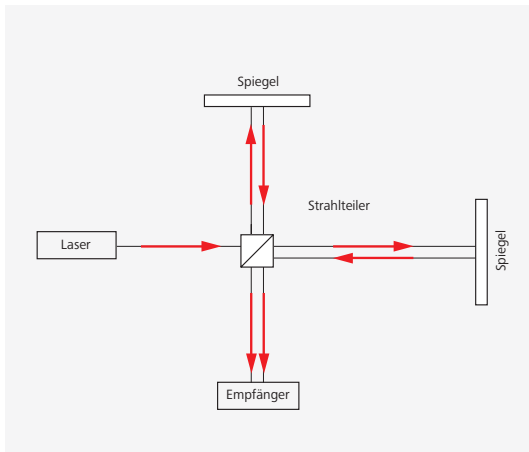 Spiegel
Strahlteiler
Laser
Spiegel
Empfänger